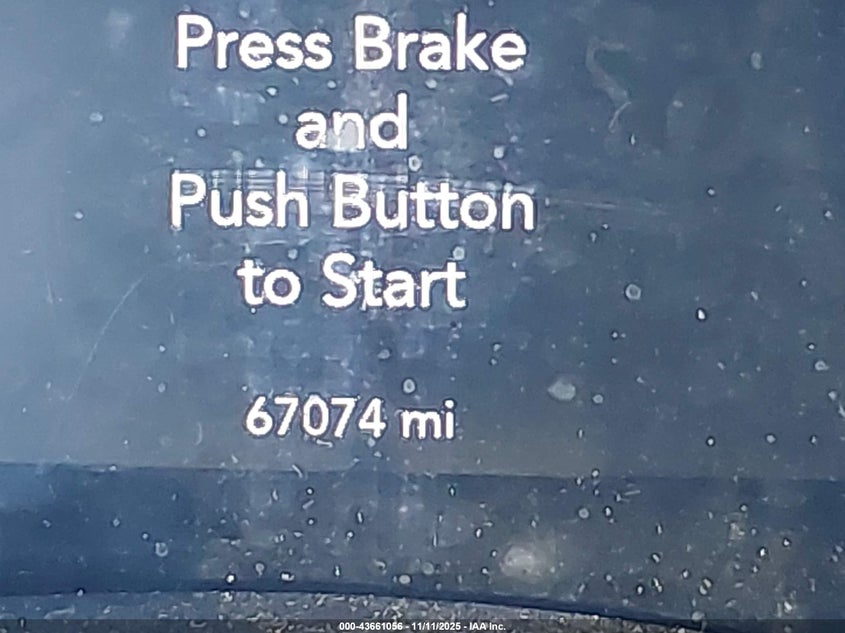 Press Brake
and
Push Button
to Start
67074 mi
000-43661056 - 11/11/2025 - IAA Inc.